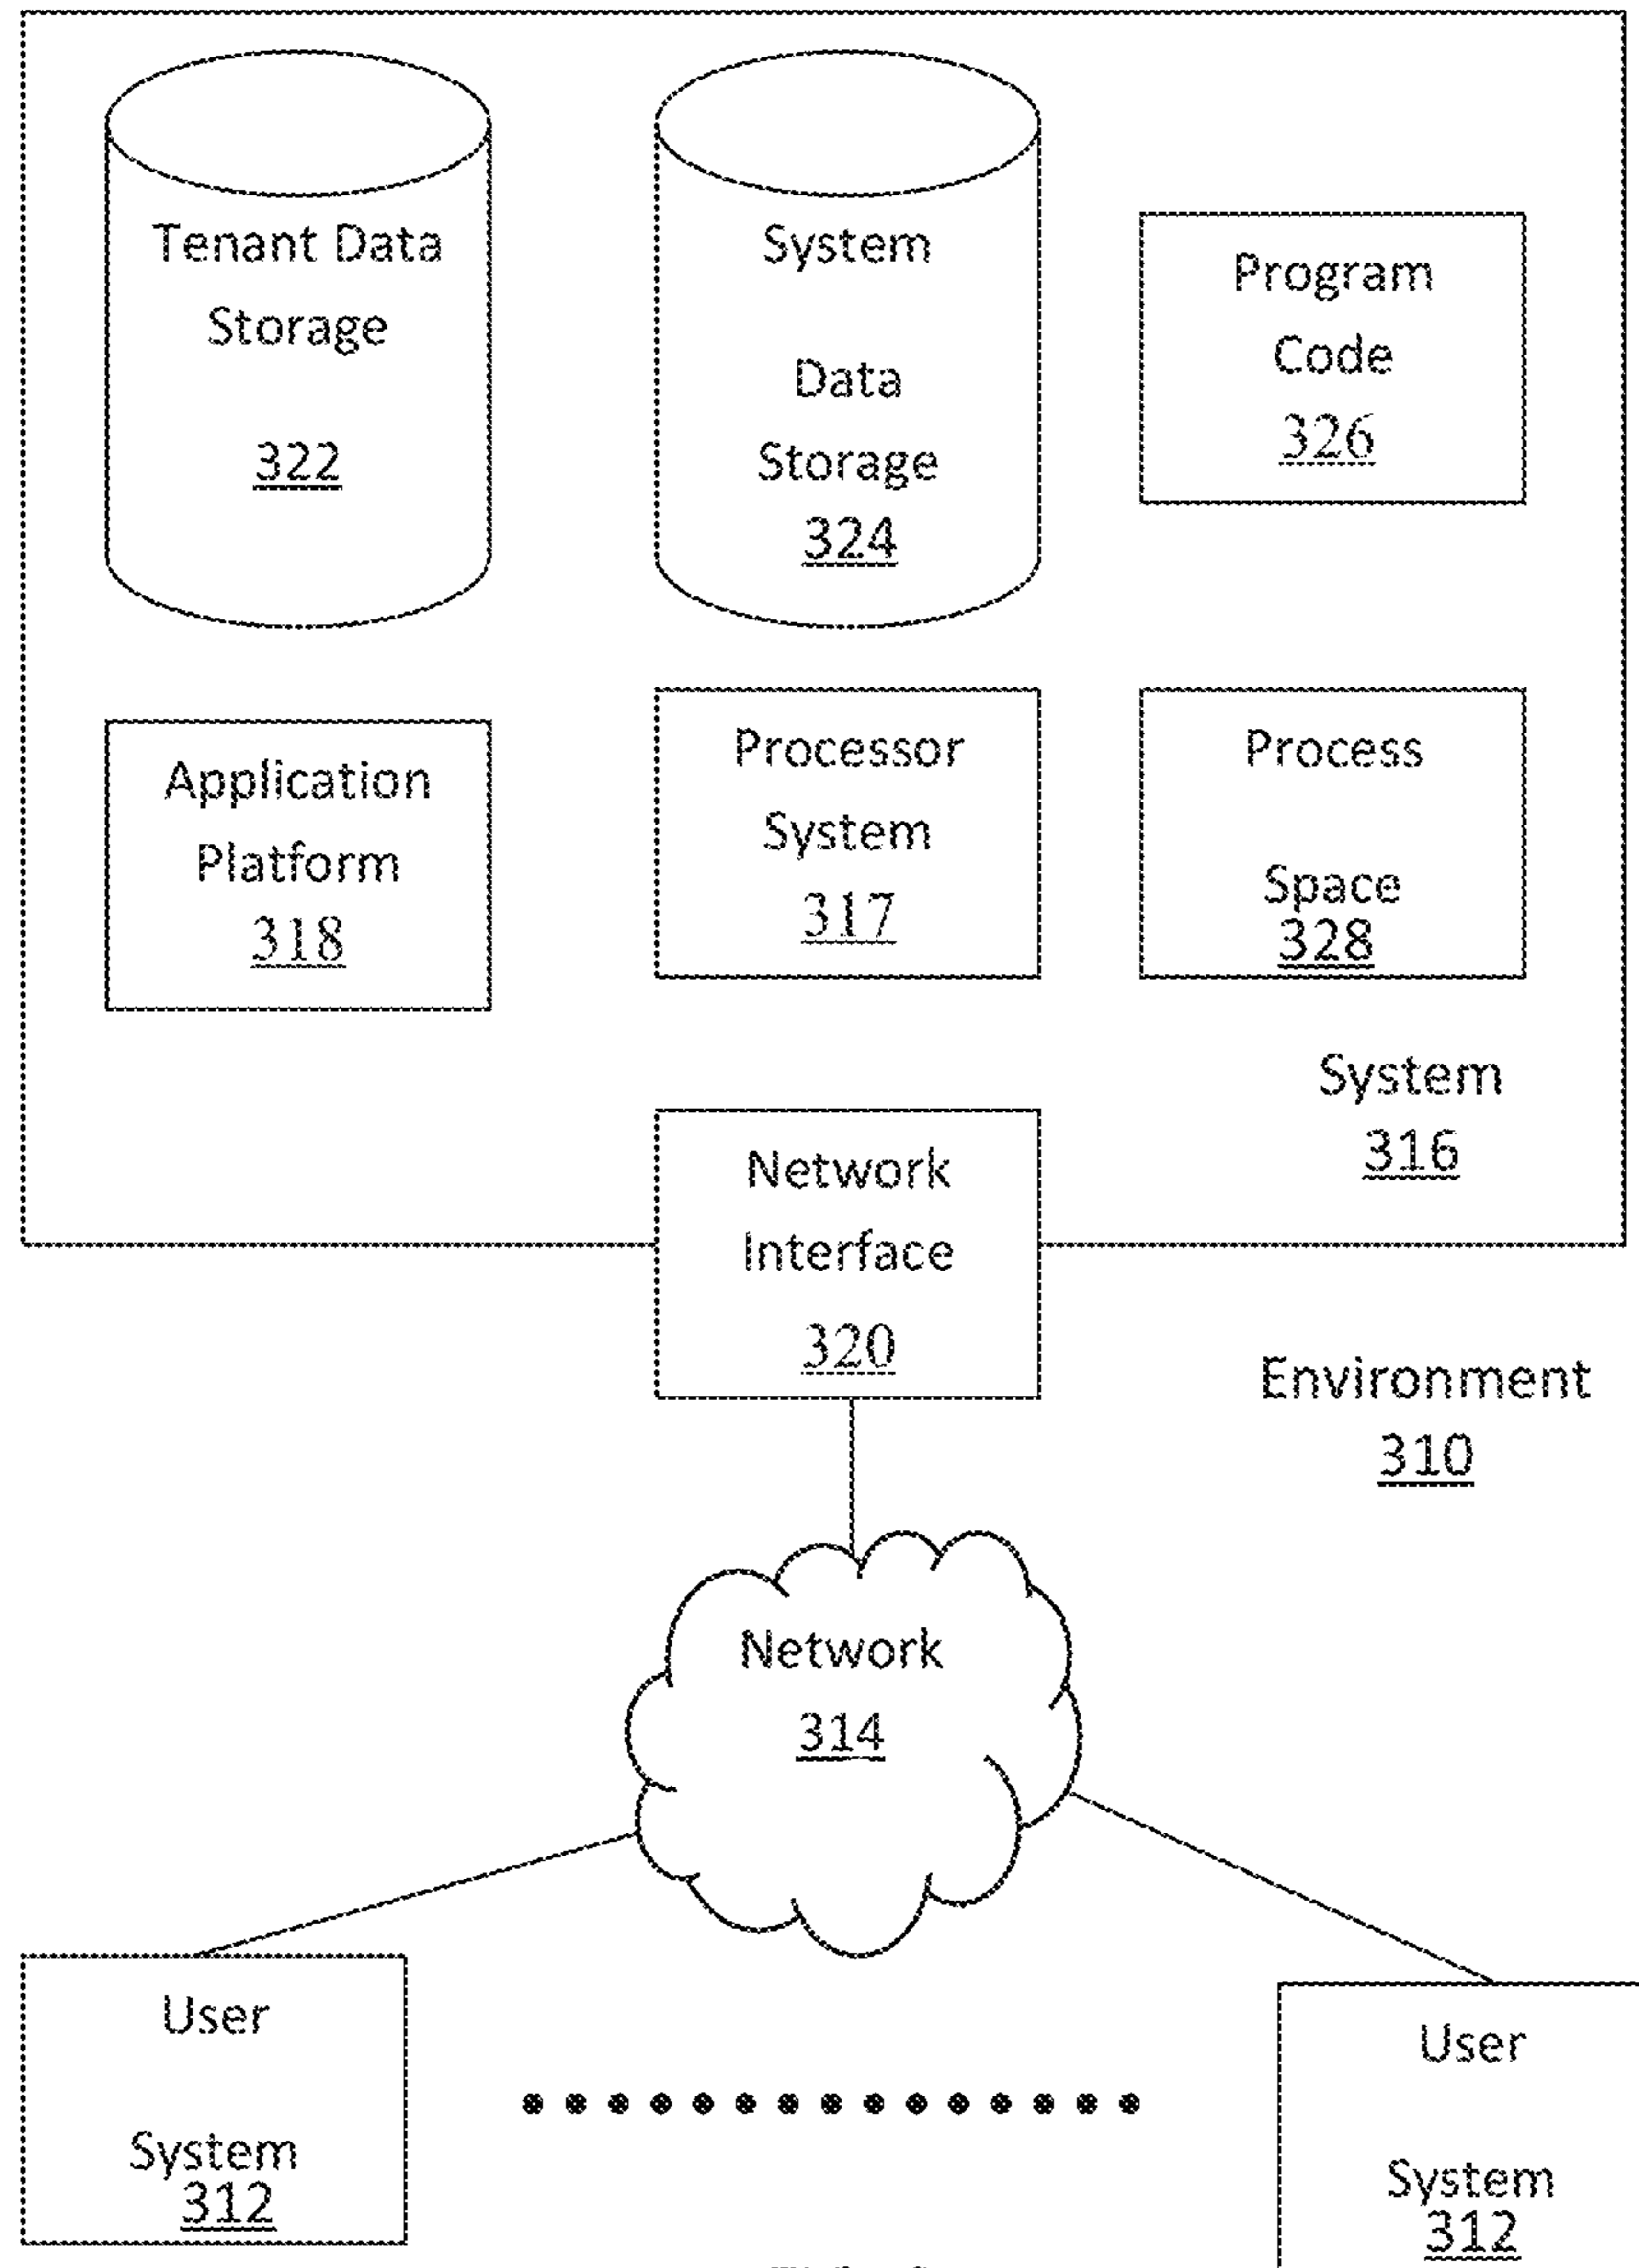 Tenant Data
Storage
322
System
Data
Storage
324
Program
Code
326
Application
Platform
318
Processor
System
317
Process
Space
328
System
316
Network
Interface
320
Environment
310
Network
314
User
System
312
User
System
312